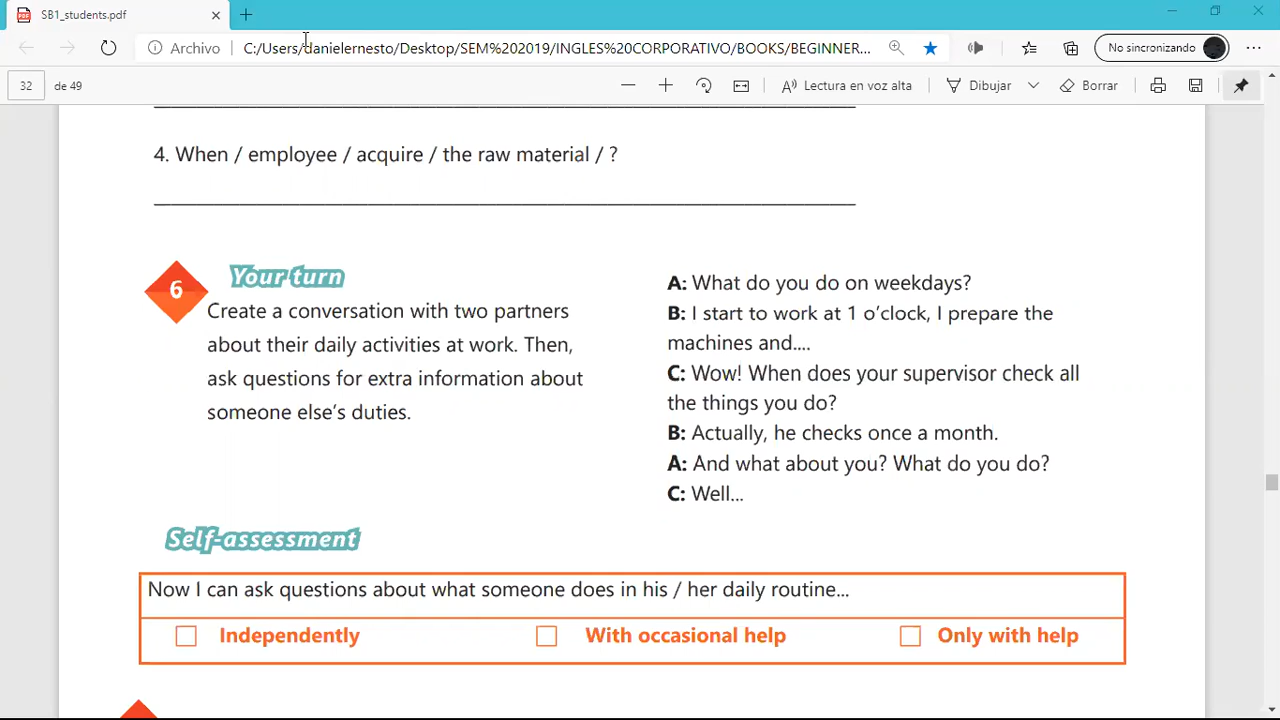 SB1_students.pdf
Archivo C:/Users/danielernesto/Desktop/SEM%202019/INGLES%20CORPORATIVO/BOOKS/BEGINNER... No sincronizando
32 de 49 Lectura en voz alta Dibujar Borrar
4. When / employee / acquire / the raw material / ?
6 Your turn
Create a conversation with two partners
about their daily activities at work. Then,
ask questions for extra information about
someone else's duties.
A: What do you do on weekdays?
B: I start to work at 1 o'clock, I prepare the
machines and....
C: Wow! When does your supervisor check all
the things you do?
B: Actually, he checks once a month.
A: And what about you? What do you do?
C: Well...
Self-assessment
Now I can ask questions about what someone does in his / her daily routine...
Independently With occasional help Only with help